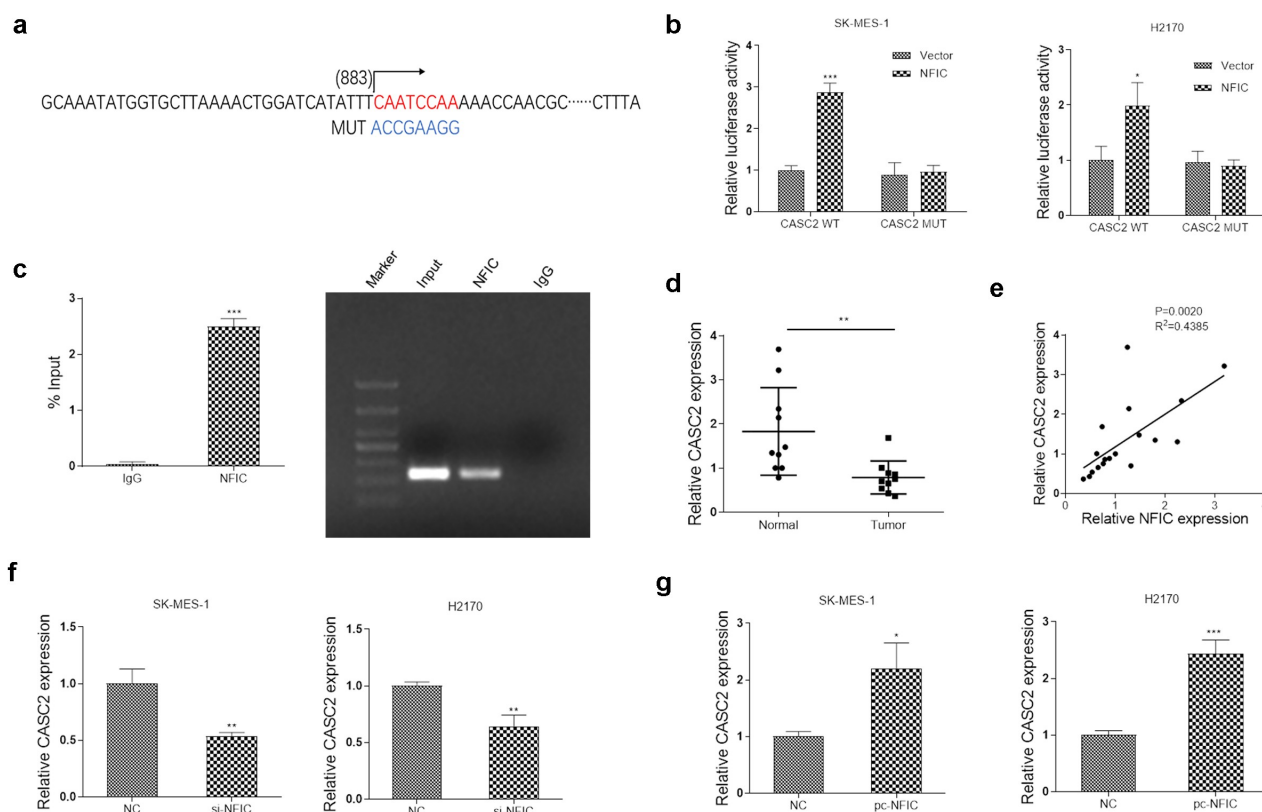 a
(883)
GCAAATATGGTGCTTAAAACTGGATCATATTTCAATCCAAAAACCAACGC······CTTTA
MUT ACCGAAGG
b
SK-MES-1
Relative luciferase activity
4
3
2
1
0
Vector
NFIC
***
CASC2 WT
CASC2 MUT
H2170
Relative luciferase activity
3
2
1
0
Vector
NFIC
*
CASC2 WT
CASC2 MUT
c
% Input
3
2
1
0
***
IgG
NFIC
Marker
Input
NFIC
IgG
d
Relative CASC2 expression
4
3
2
1
0
**
Normal
Tumor
e
P=0.0020
R²=0.4385
Relative CASC2 expression
4
3
2
1
0
0
1
2
3
Relative NFIC expression
f
SK-MES-1
Relative CASC2 expression
1.5
1.0
0.5
0.0
**
NC
si-NFIC
H2170
Relative CASC2 expression
1.5
1.0
0.5
0.0
**
NC
si-NFIC
g
SK-MES-1
Relative CASC2 expression
3
2
1
0
*
NC
pc-NFIC
H2170
Relative CASC2 expression
3
2
1
0
***
NC
pc-NFIC